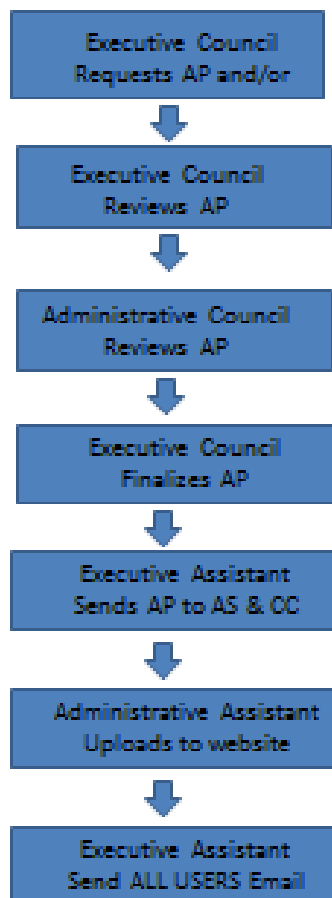 Executive Council
Requests AP and/or
Executive Council
Reviews AP
Administrative Council
Reviews AP
Executive Council
Finalizes AP
Executive Assistant
Sends AP to AS & CC
Administrative Assistant
Uploads to website
Executive Assistant
Send ALL USERS Email